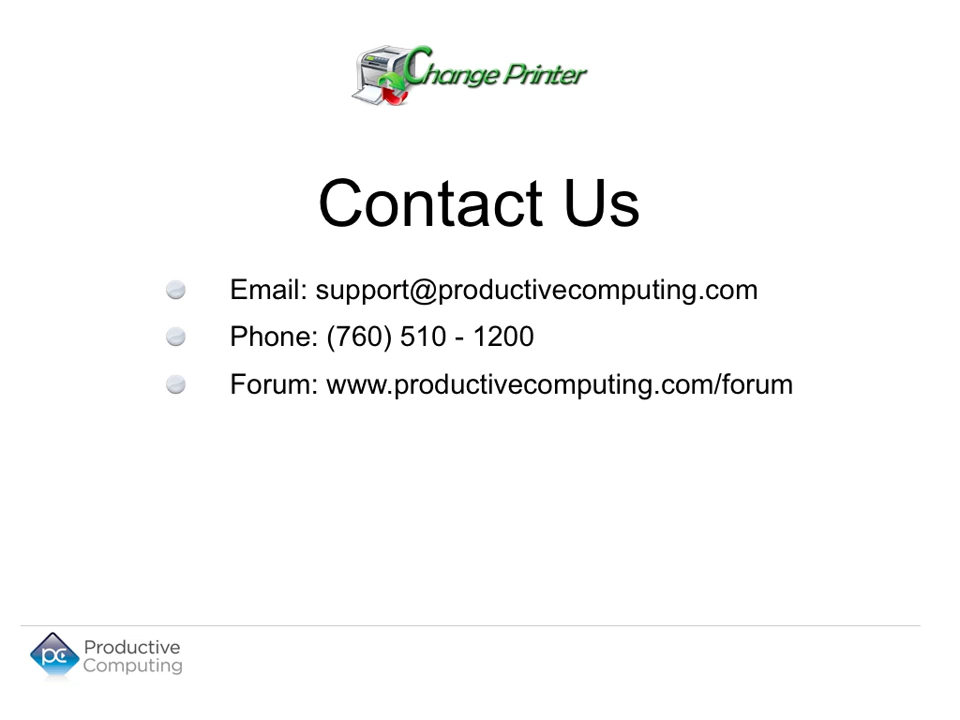 Change Printer
Contact Us
Email: support@productivecomputing.com
Phone: (760) 510 - 1200
Forum: www.productivecomputing.com/forum
pc Productive
Computing